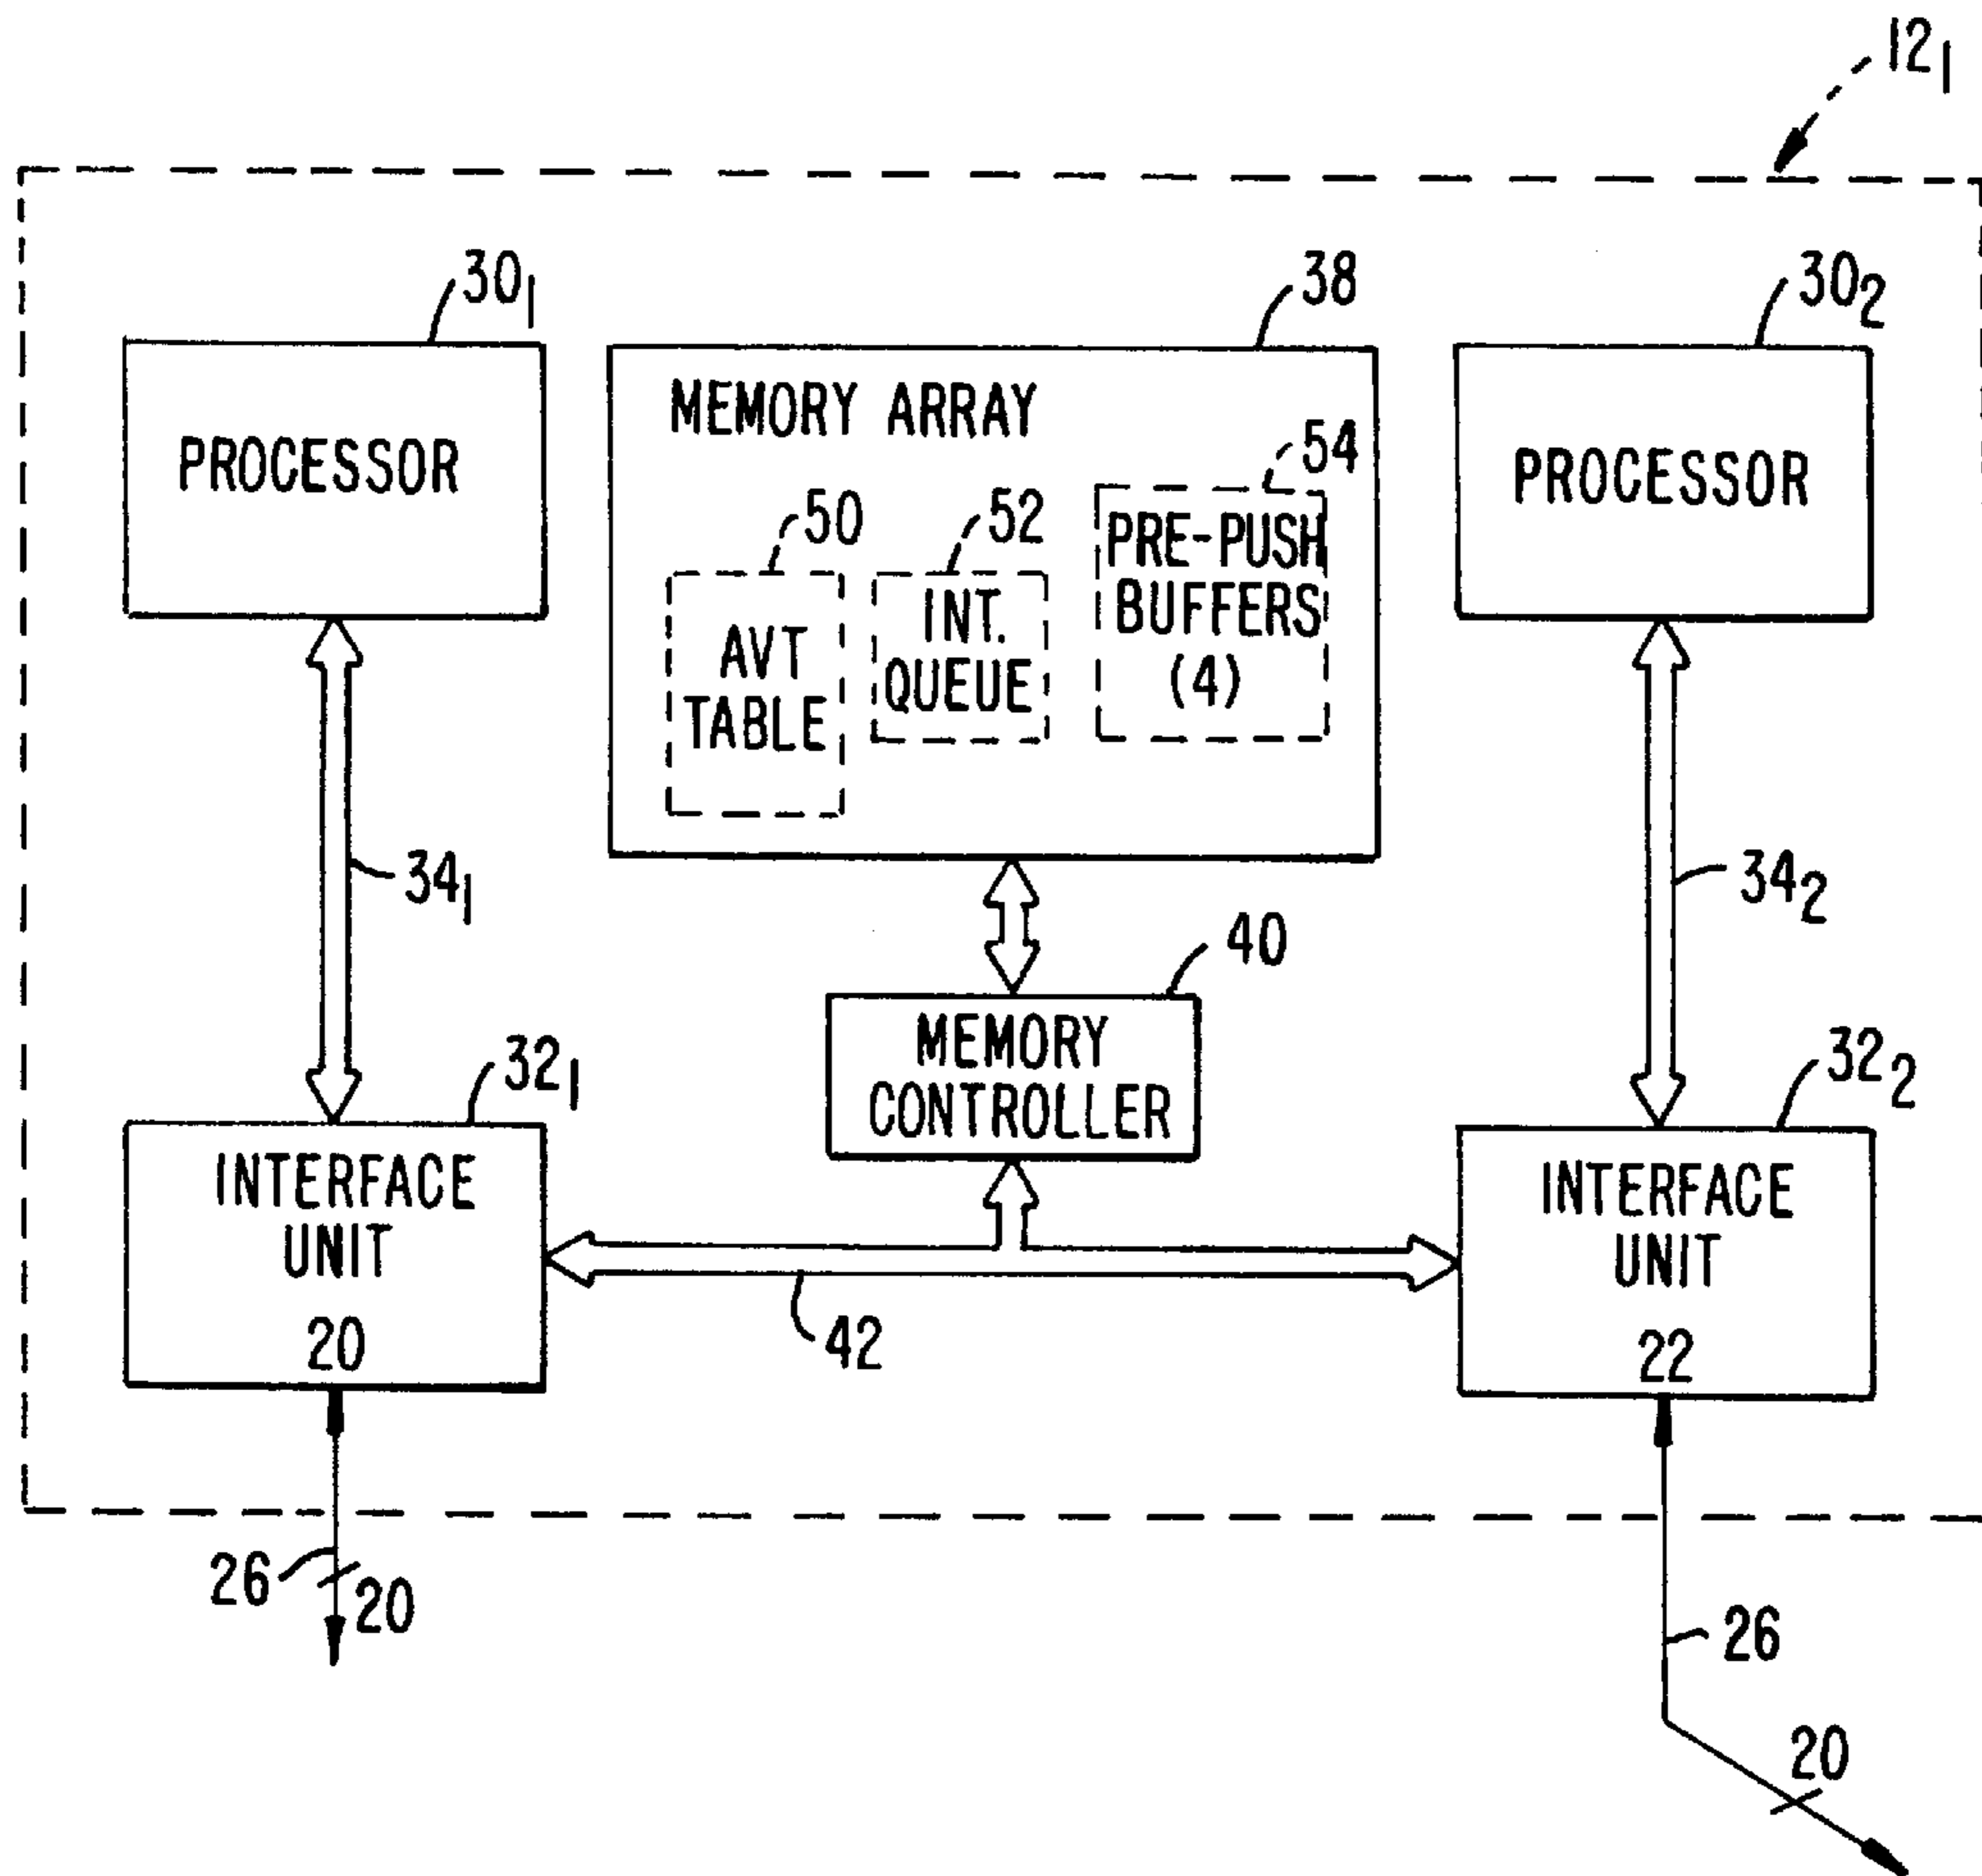 12₁
30₁
38
30₂
MEMORY ARRAY
PROCESSOR
54
PROCESSOR
50
52
PRE-PUSH
BUFFERS
(4)
INT.
QUEUE
AVT
TABLE
34₁
34₂
40
MEMORY
CONTROLLER
32₁
32₂
INTERFACE
UNIT
20
INTERFACE
UNIT
22
42
26
20
26
20